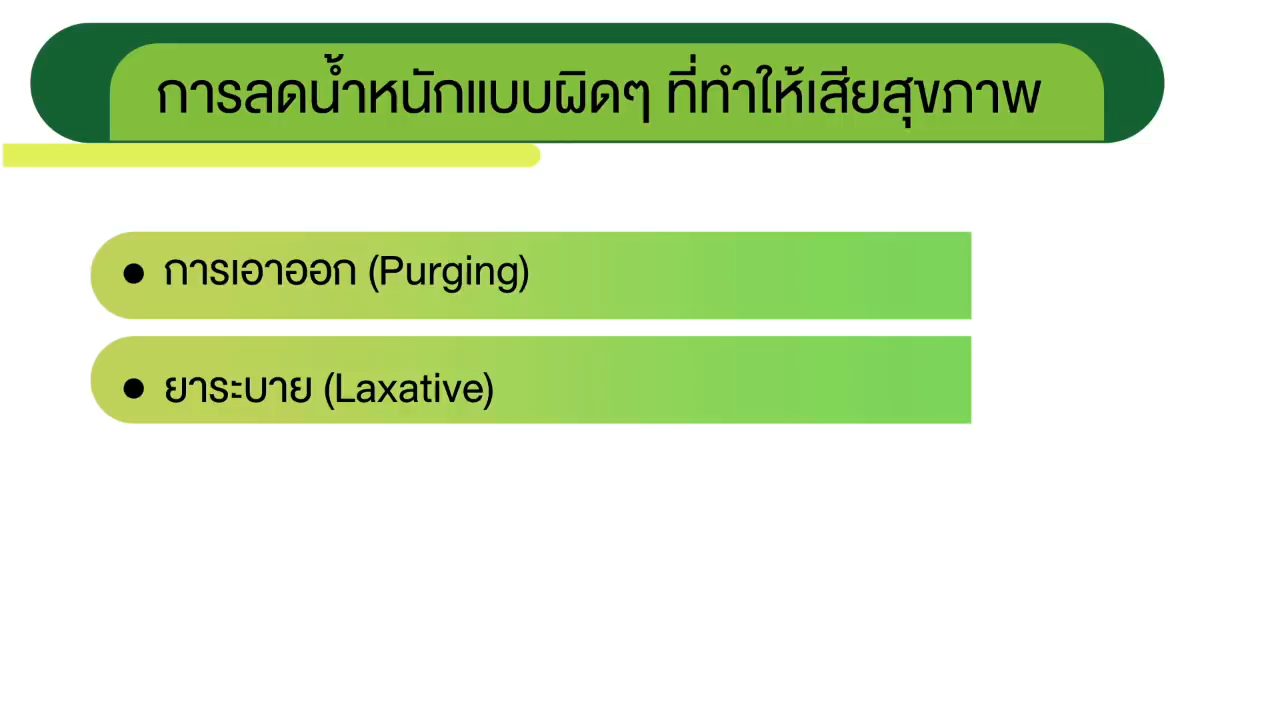 การลดน้ำหนักแบบผิดๆ ที่ทำให้เสียสุขภาพ
● การเอาออก (Purging)
● ยาระบาย (Laxative)